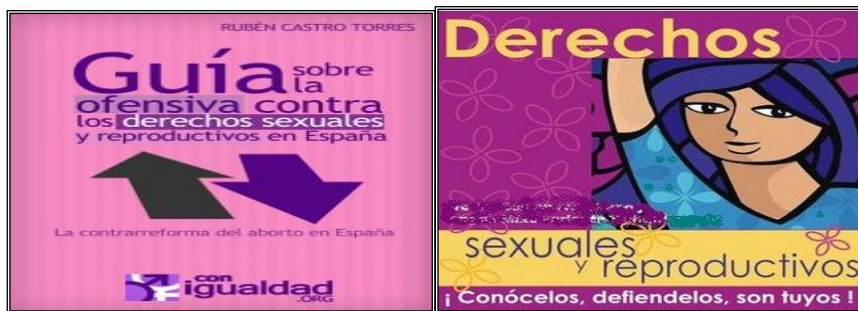 RUBÉN CASTRO TORRES
Guía sobre la
ofensiva contra
los derechos sexuales
y reproductivos en España
La contrarreforma del aborto en España
con
igualdad
.ORG
Derechos
sexuales
y reproductivos
¡ Conócelos, defiendelos, son tuyos !